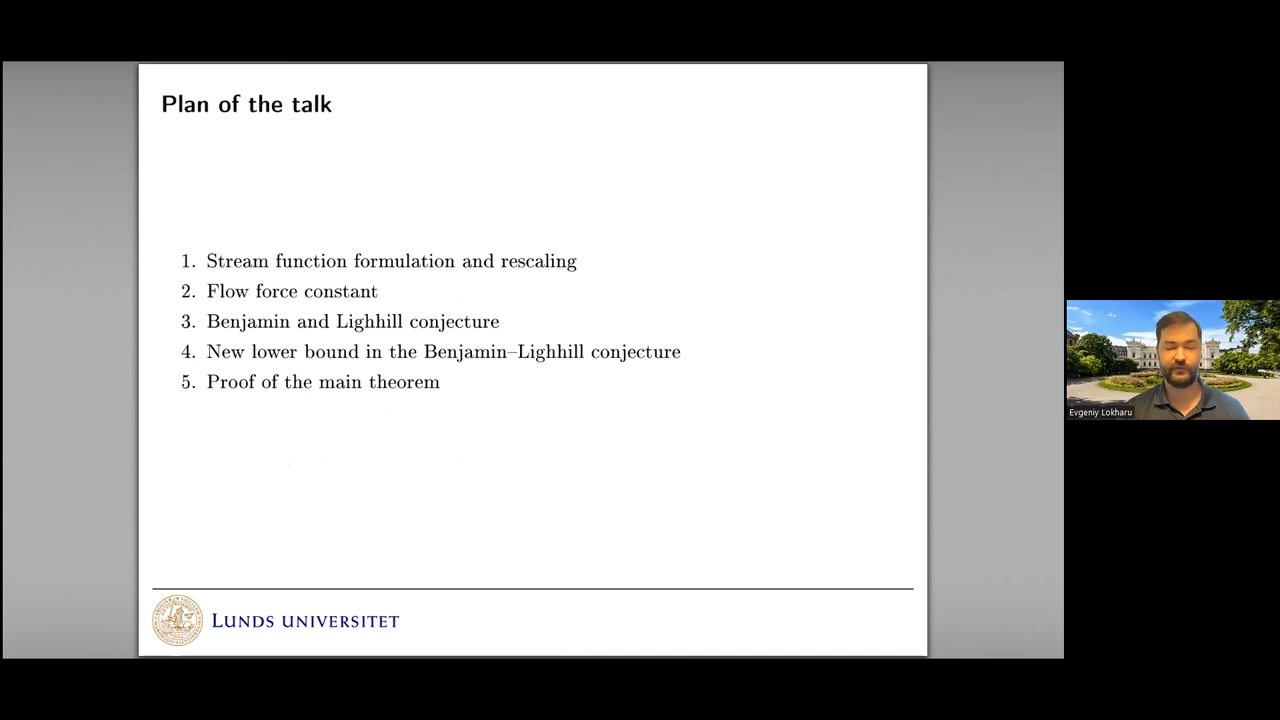 Plan of the talk
1. Stream function formulation and rescaling
2. Flow force constant
3. Benjamin and Lighhill conjecture
4. New lower bound in the Benjamin–Lighhill conjecture
5. Proof of the main theorem
LUNDS UNIVERSITET
Evgeniy Lokharu